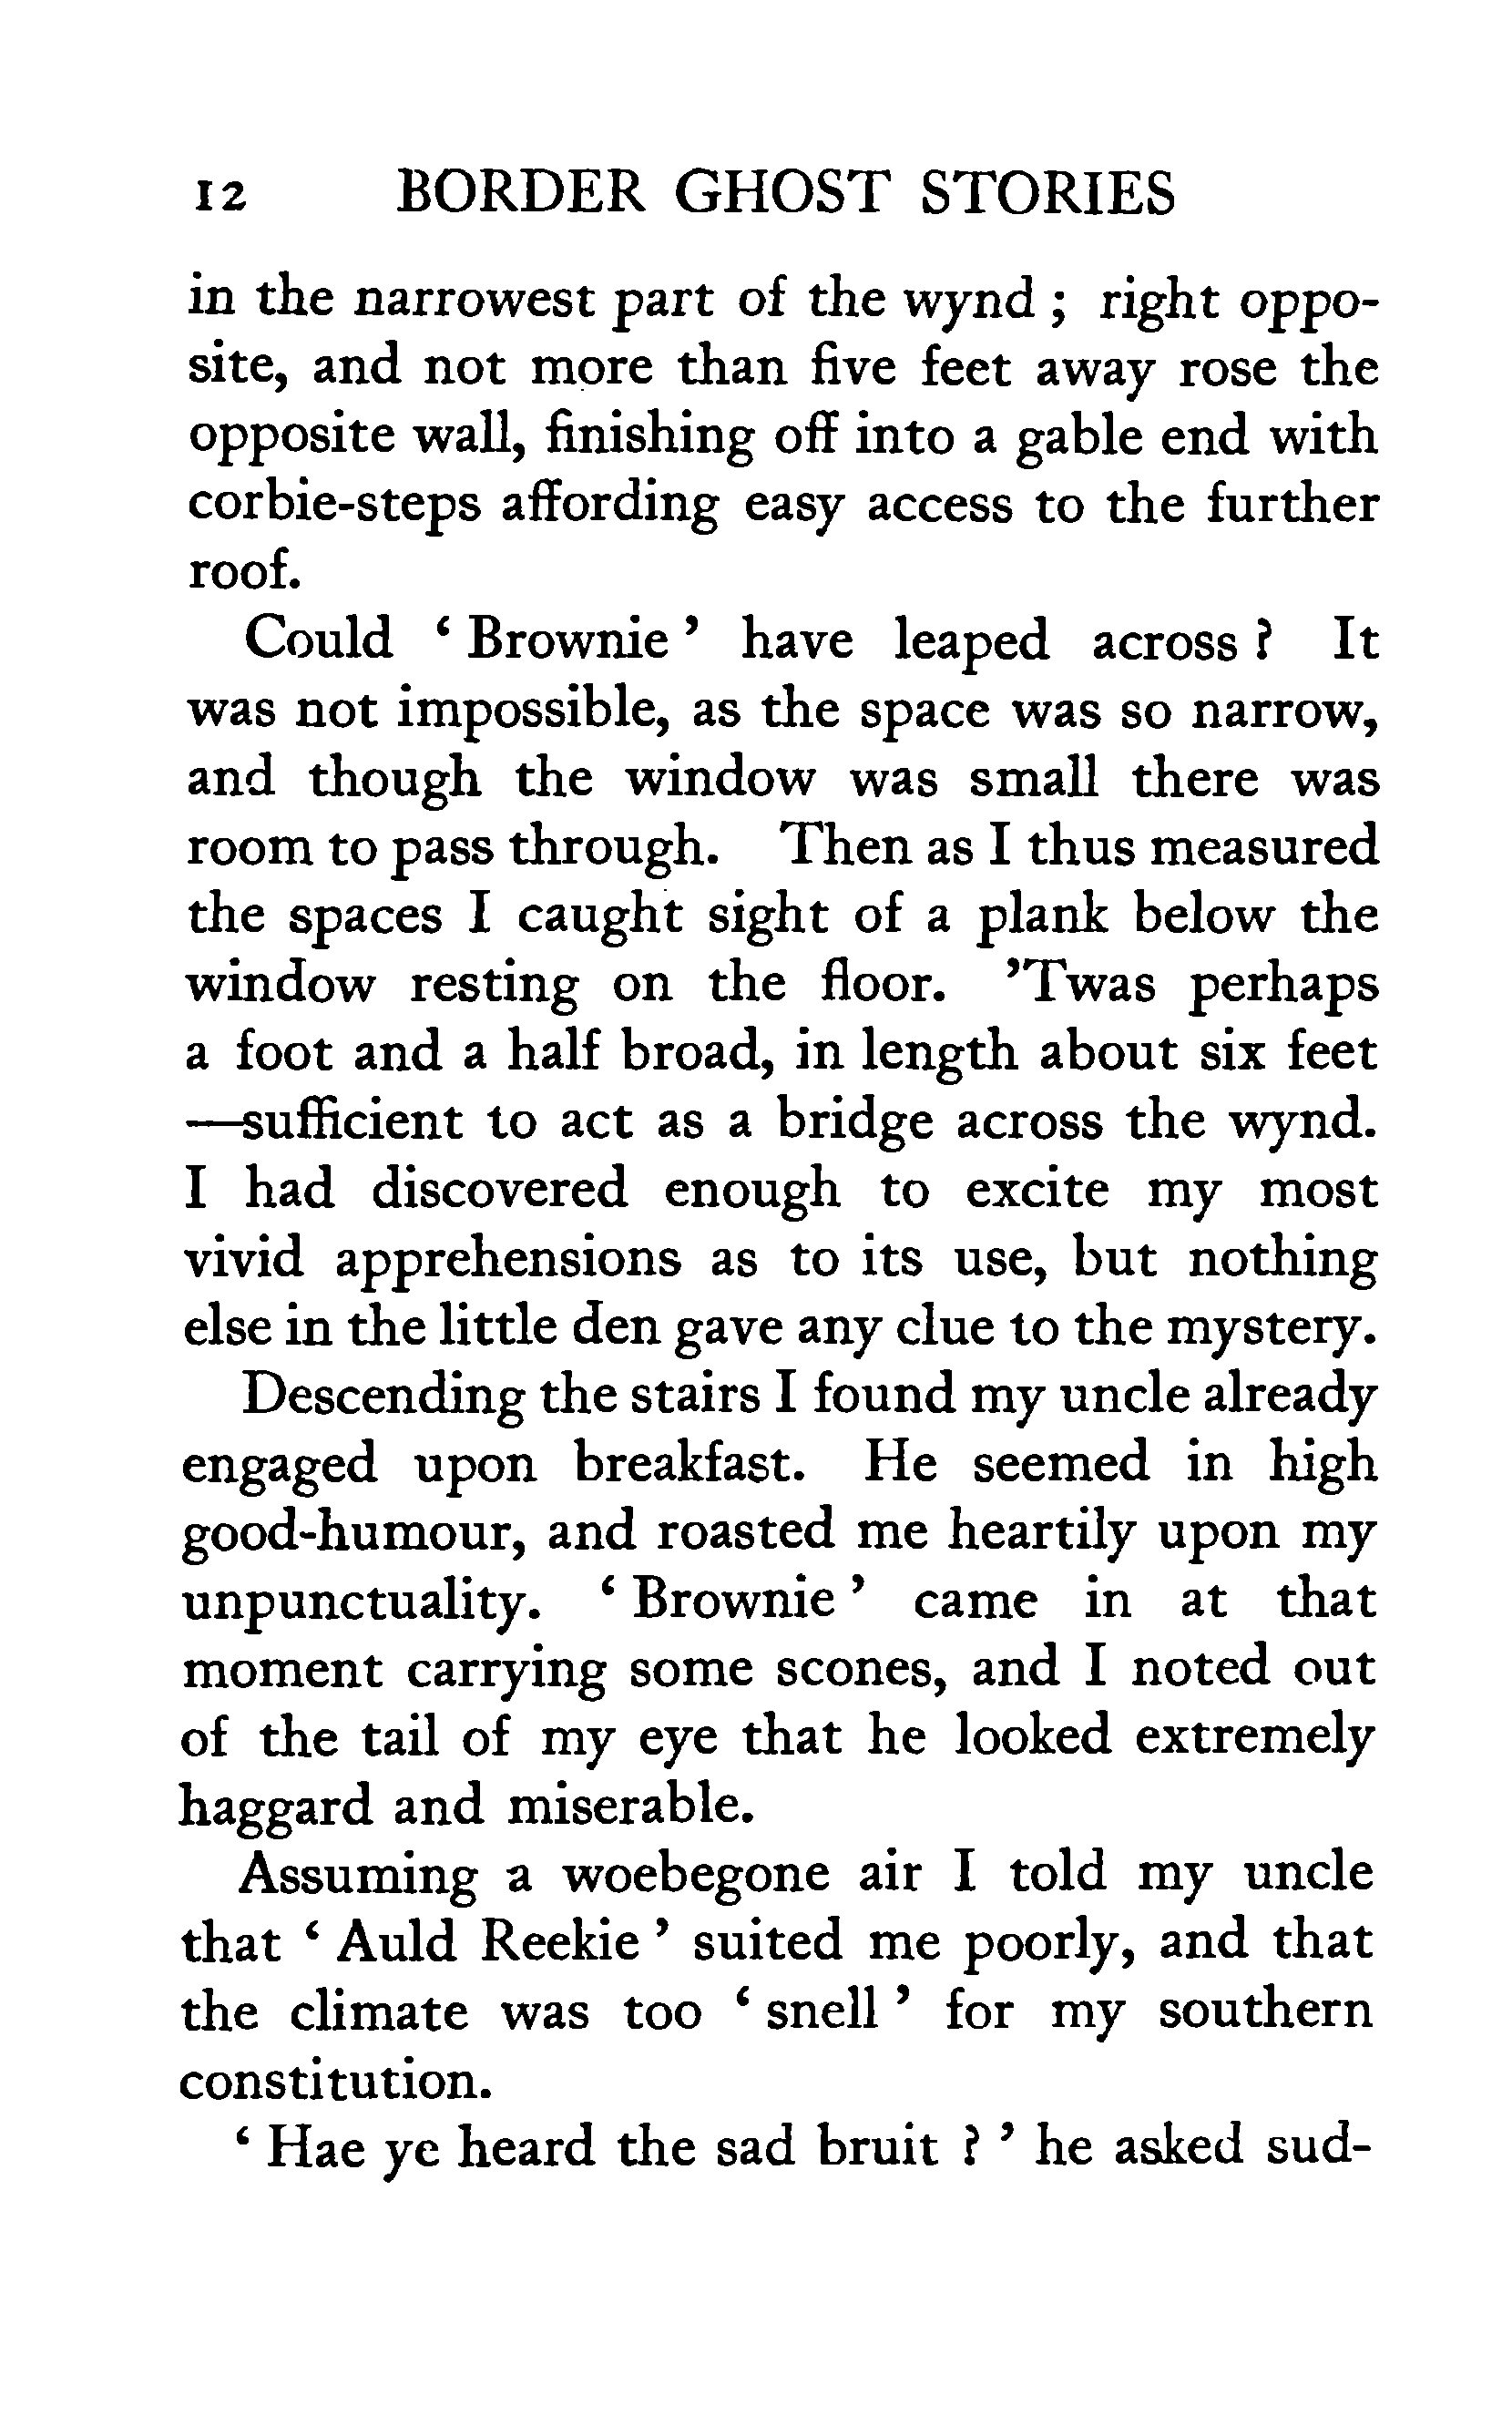 12 BORDER GHOST STORIES
in the narrowest part of the wynd ; right oppo-
site, and not more than five feet away rose the
opposite wall, finishing off into a gable end with
corbie-steps affording easy access to the further
roof.
Could ‘ Brownie ’ have leaped across ? It
was not impossible, as the space was so narrow,
and though the window was small there was
room to pass through. Then as I thus measured
the spaces I caught sight of a plank below the
window resting on the floor. ’Twas perhaps
a foot and a half broad, in length about six feet
—sufficient to act as a bridge across the wynd.
I had discovered enough to excite my most
vivid apprehensions as to its use, but nothing
else in the little den gave any clue to the mystery.
Descending the stairs I found my uncle already
engaged upon breakfast. He seemed in high
good-humour, and roasted me heartily upon my
unpunctuality. ‘ Brownie ’ came in at that
moment carrying some scones, and I noted out
of the tail of my eye that he looked extremely
haggard and miserable.
Assuming a woebegone air I told my uncle
that ‘ Auld Reekie ’ suited me poorly, and that
the climate was too ‘ snell ’ for my southern
constitution.
‘ Hae ye heard the sad bruit ? ’ he asked sud-